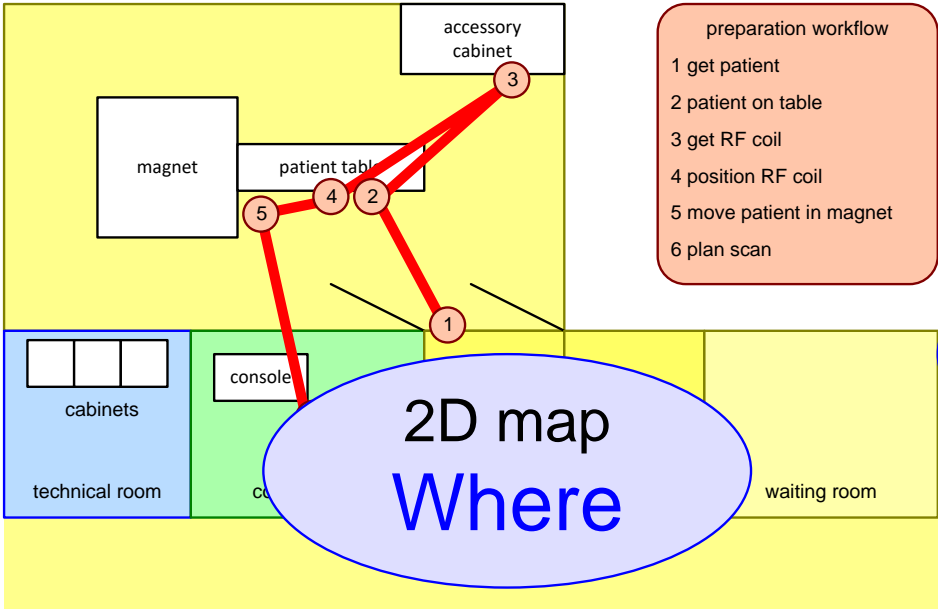 accessory
cabinet
3
magnet
patient table
4
2
5
1
preparation workflow
1 get patient
2 patient on table
3 get RF coil
4 position RF coil
5 move patient in magnet
6 plan scan
console
cabinets
technical room
co
waiting room
2D map
Where